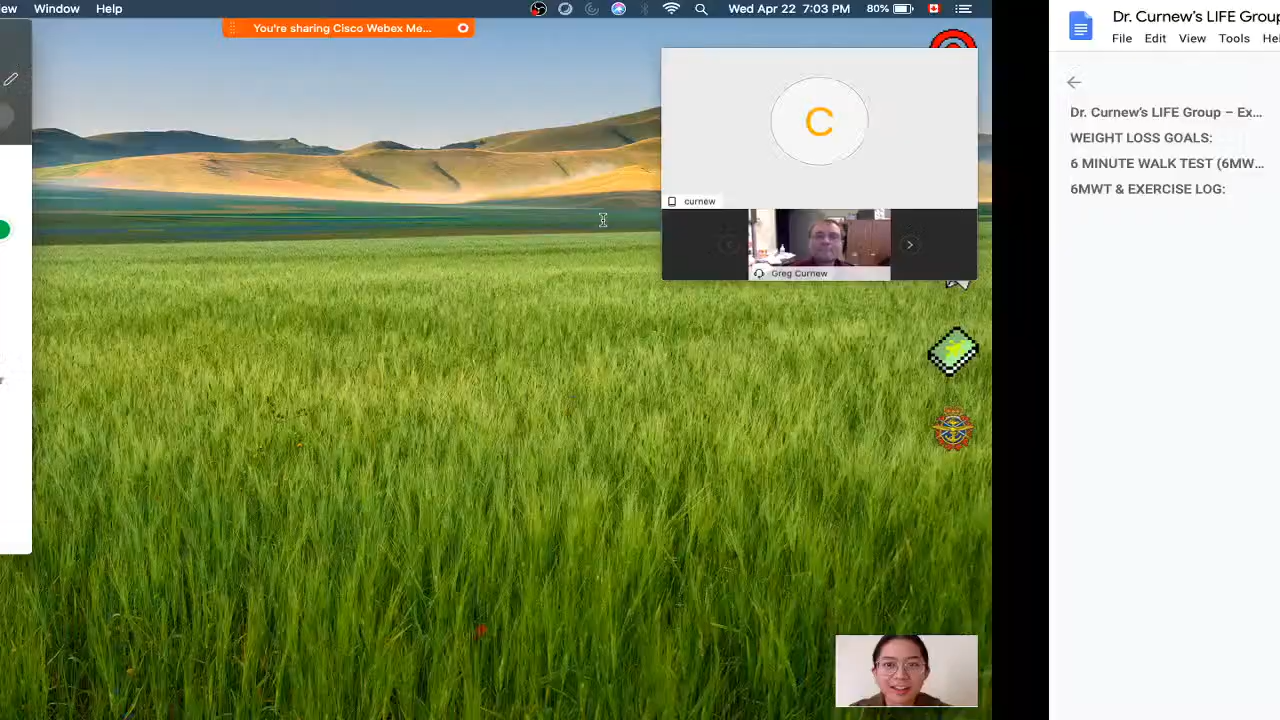 ew Window Help
Wed Apr 22 7:03 PM 80%
You're sharing Cisco Webex Me...
C
curnew
Greg Curnew
Dr. Curnew's LIFE Group
File Edit View Tools Hel
Dr. Curnew's LIFE Group – Ex...
WEIGHT LOSS GOALS:
6 MINUTE WALK TEST (6MW...
6MWT & EXERCISE LOG: